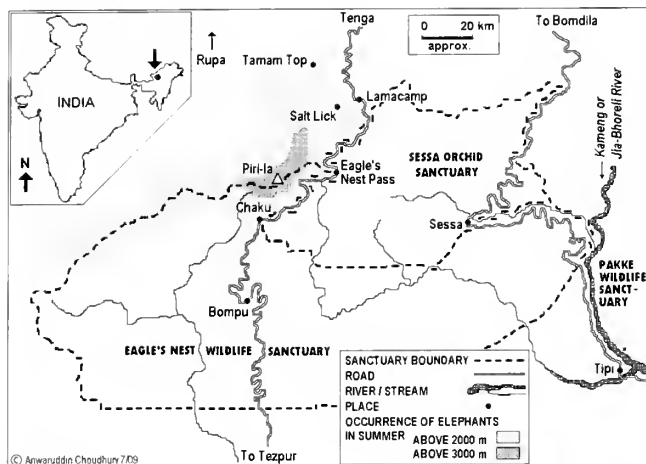 Tenga
0 20 km
approx.
To Bomdila
Rupa
Tamam Top
Lamacamp
INDIA
Salt Lick
Kameng or
Jia-Bhoreli River
N
Piri-la
Eagle's
Nest Pass
SESSA ORCHID
SANCTUARY
Chaku
Sessa
PAKKE
WILDLIFE
SANCT-
UARY
Bompu
EAGLE'S NEST WILDLIFE SANCTUARY
Tipi
SANCTUARY BOUNDARY
ROAD
RIVER / STREAM
PLACE
OCCURRENCE OF ELEPHANTS
IN SUMMER ABOVE 2000 m
ABOVE 3000 m
To Tezpur
© Anwaruddin Choudhury 7/09